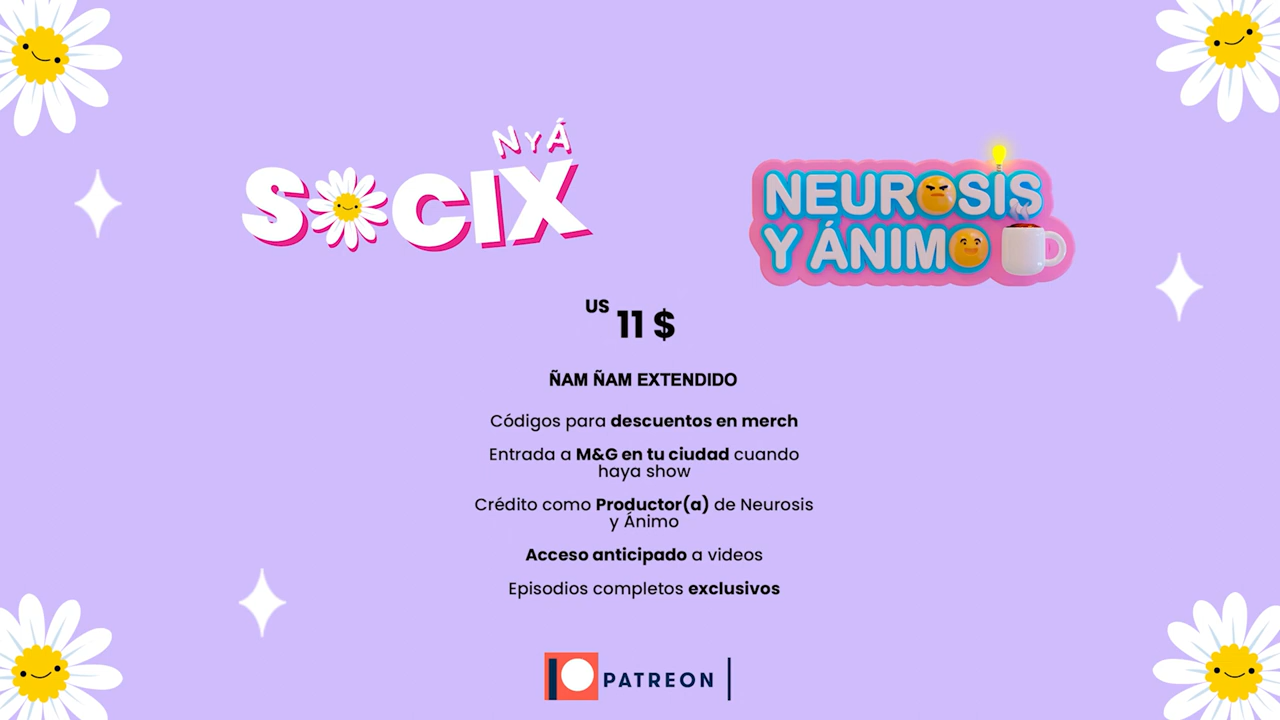 NYÁ
SOCIX
NEUROSIS
Y ÁNIMO
US 11 $
ÑAM ÑAM EXTENDIDO
Códigos para descuentos en merch
Entrada a M&G en tu ciudad cuando
haya show
Crédito como Productor(a) de Neurosis
y Ánimo
Acceso anticipado a videos
Episodios completos exclusivos
PATREON